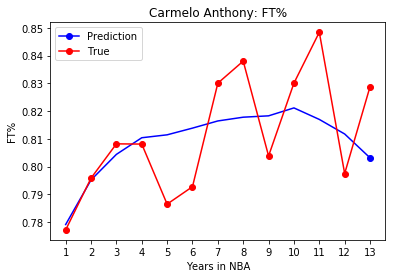 Carmelo Anthony: FT%
Prediction
True
0.85
0.84
0.83
0.82
0.81
0.80
0.79
0.78
FT%
1 2 3 4 5 6 7 8 9 10 11 12 13
Years in NBA